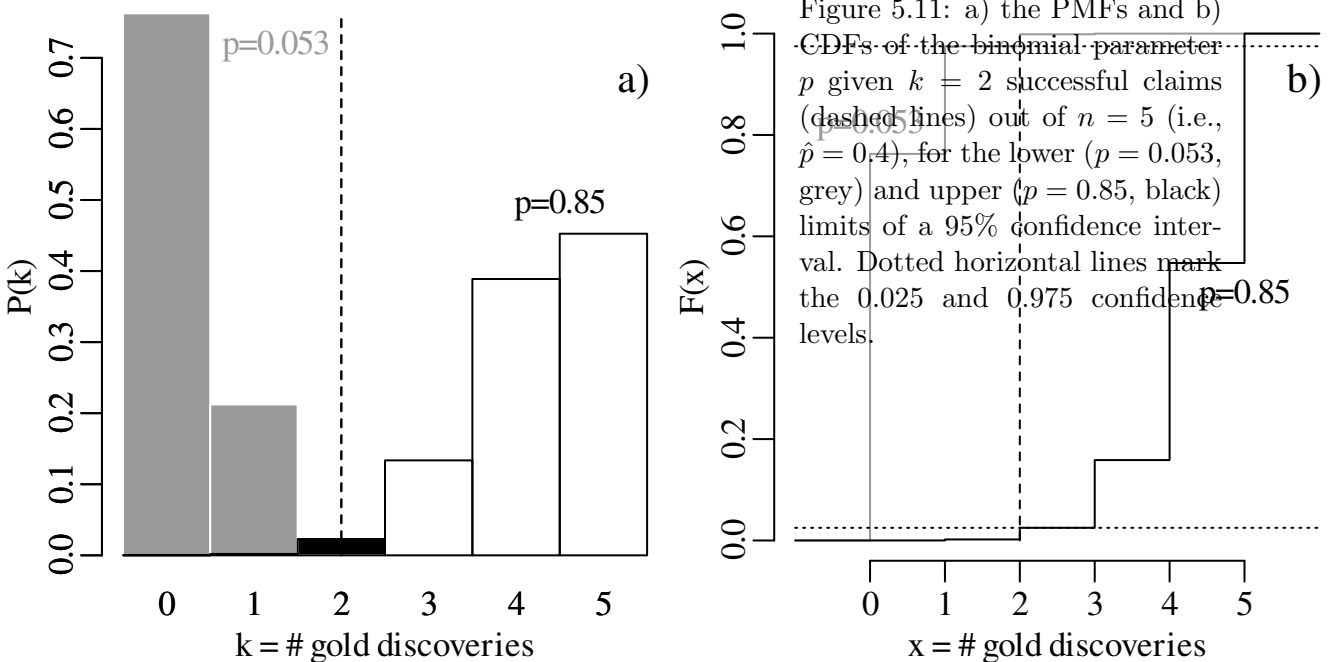 0.0 0.1 0.2 0.3 0.4 0.5 0.6 0.7
P(k)
p=0.053
a)
p=0.85
0 1 2 3 4 5
k = # gold discoveries
0.0 0.2 0.4 0.6 0.8 1.0
F(x)
p=0.053
b)
p=0.85
0 1 2 3 4 5
x = # gold discoveries
Figure 5.11: a) the PMFs and b)
CDFs of the binomial parameter
p given k = 2 successful claims
(dashed lines) out of n = 5 (i.e.,
p̂ = 0.4), for the lower (p = 0.053,
grey) and upper (p = 0.85, black)
limits of a 95% confidence inter-
val. Dotted horizontal lines mark
the 0.025 and 0.975 confidence
levels.